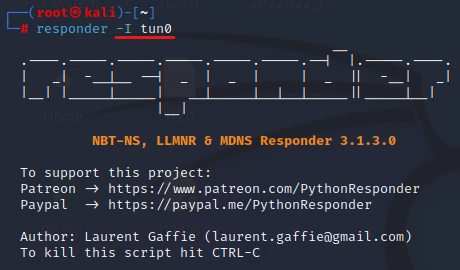 ┌──(root㉿kali)-[~]
└─# responder -I tun0
NBT-NS, LLMNR & MDNS Responder 3.1.3.0
To support this project:
Patreon -> https://www.patreon.com/PythonResponder
Paypal  -> https://paypal.me/PythonResponder
Author: Laurent Gaffie (laurent.gaffie@gmail.com)
To kill this script hit CTRL-C